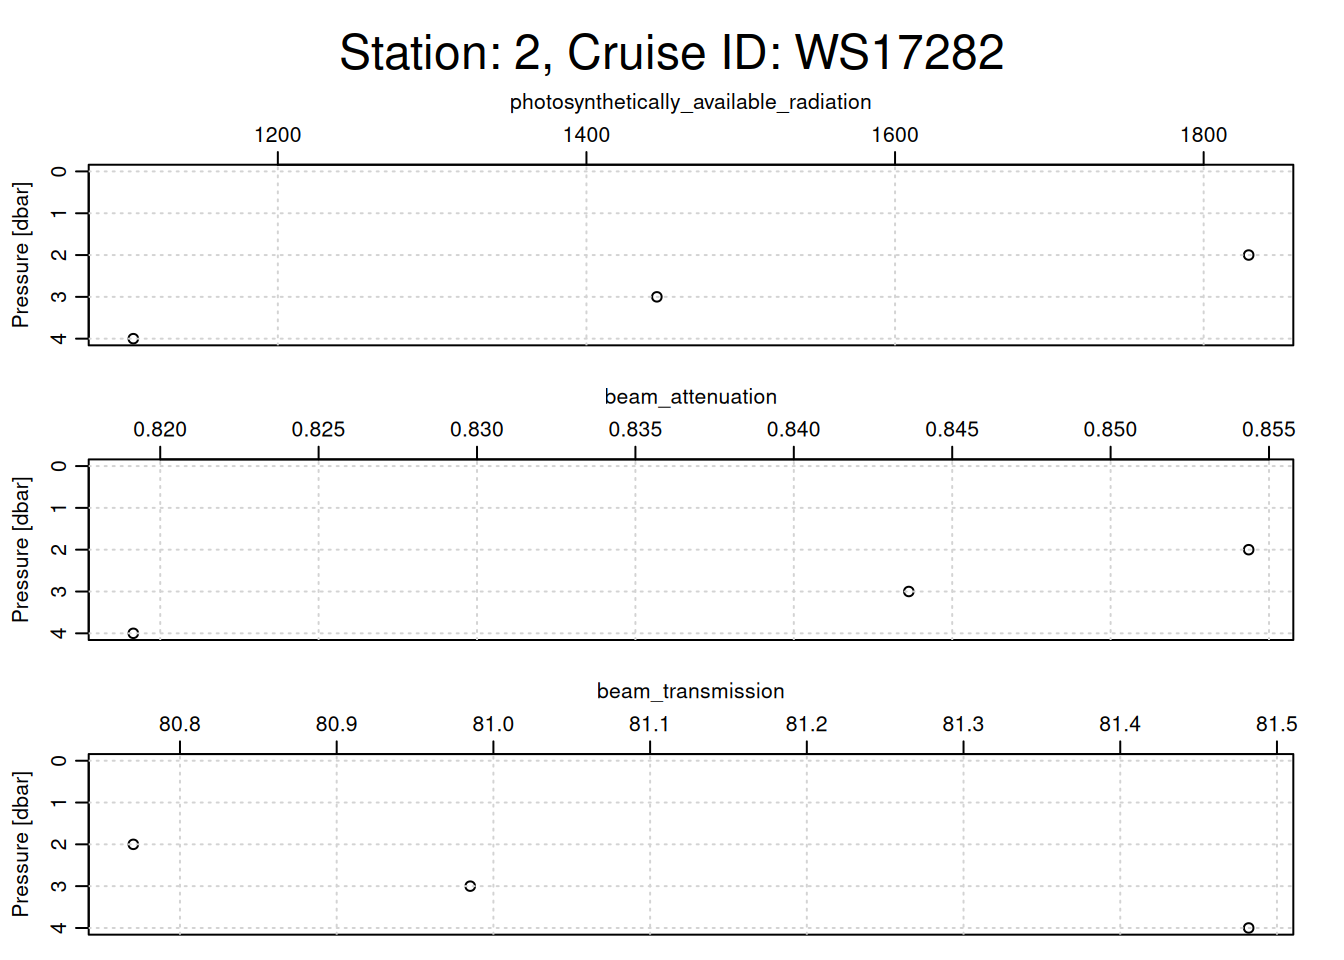 Station: 2, Cruise ID: WS17282
photosynthetically_available_radiation
1200 1400 1600 1800
Pressure [dbar]
0
1
2
3
4
beam_attenuation
0.820 0.825 0.830 0.835 0.840 0.845 0.850 0.855
Pressure [dbar]
0
1
2
3
4
beam_transmission
80.8 80.9 81.0 81.1 81.2 81.3 81.4 81.5
Pressure [dbar]
0
1
2
3
4